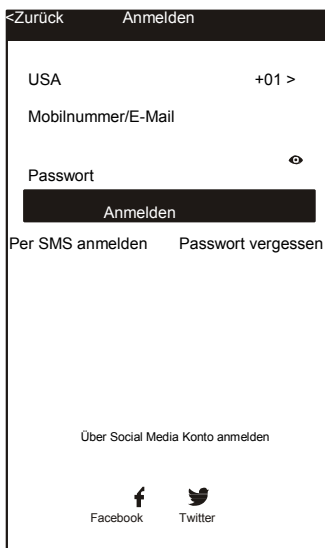 <Zurück Anmelden
USA +01 >
Mobilnummer/E-Mail
Passwort
Anmelden
Per SMS anmelden Passwort vergessen
Über Social Media Konto anmelden
Facebook Twitter